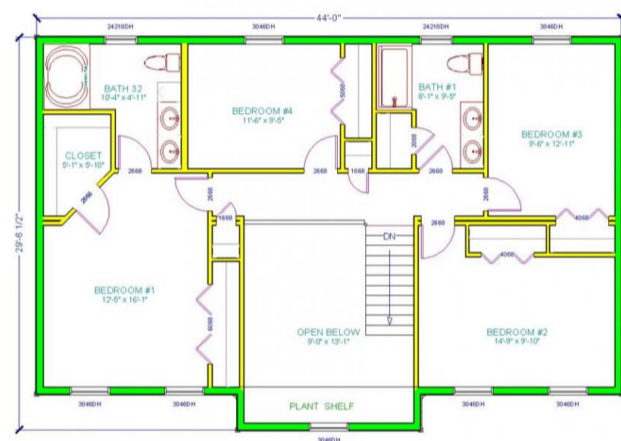 44'-0"
24210DH
3046DH
24210DH
3046DH
BATH 32
10'-4" x 4'-11"
BEDROOM #4
11'-6" x 9'-5"
5068
BATH #1
8'-1" x 9'-5"
BEDROOM #3
9'-6" x 12'-11"
2068
CLOSET
5'-1" x 5'-10"
2668
2668
1668
2668
2668
2668
2668
1668
2668
4068
29'-6 1/2"
DN
4068
BEDROOM #1
12'-5" x 16'-1"
6068
OPEN BELOW
9'-0" x 13'-1"
BEDROOM #2
14'-9" x 9'-10"
PLANT SHELF
3046DH
3046DH
3046DH
3046DH
3046DH